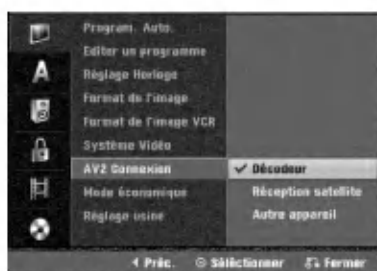 Program. Auto.
Editer un programme
Réglage Horloge
Format de l'image
Format de l'image VCR
Système Vidéo
AV2 Connexion ✓ Décodeur
Mode économique Réception satellite
Réglage usine Autre appareil
Préc. Sélectionner Fermer